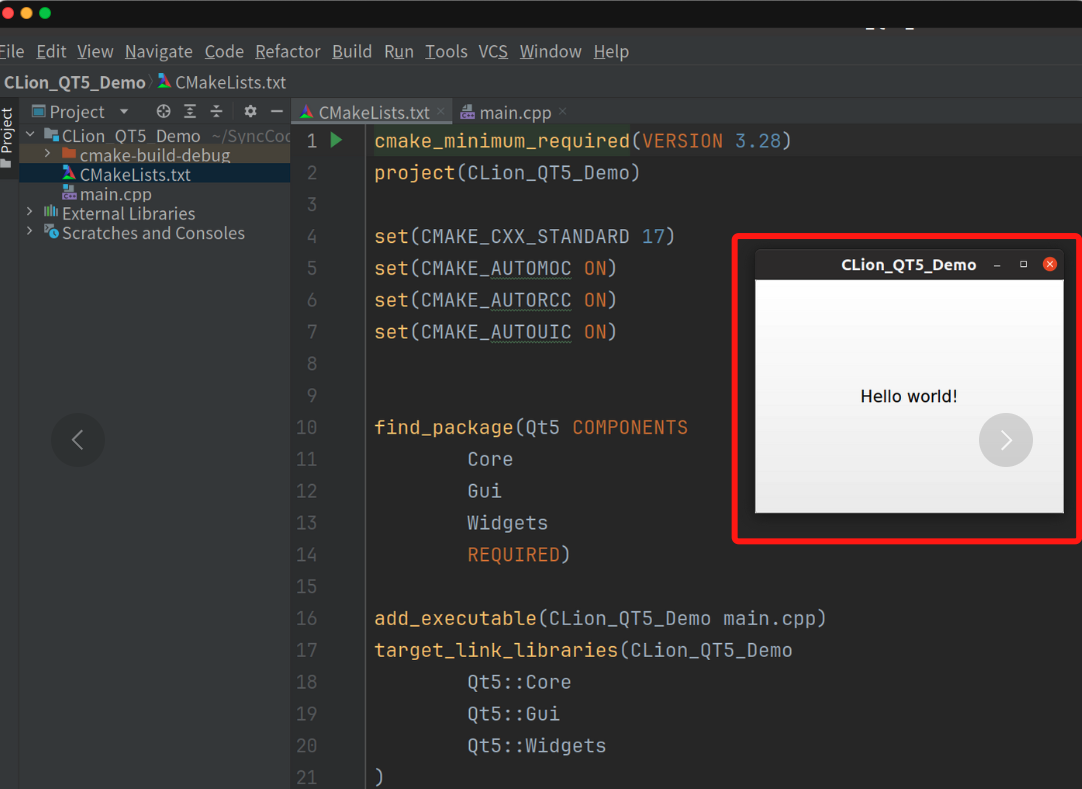 File Edit View Navigate Code Refactor Build Run Tools VCS Window Help
CLion_QT5_Demo CMakeLists.txt
Project
Project
CMakeLists.txt
main.cpp
CLion_QT5_Demo ~/SyncCo
cmake-build-debug
CMakeLists.txt
main.cpp
External Libraries
Scratches and Consoles
1 cmake_minimum_required(VERSION 3.28)
2 project(CLion_QT5_Demo)
3
4 set(CMAKE_CXX_STANDARD 17)
5 set(CMAKE_AUTOMOC ON)
6 set(CMAKE_AUTORCC ON)
7 set(CMAKE_AUTOUIC ON)
8
9
10 find_package(Qt5 COMPONENTS
11 Core
12 Gui
13 Widgets
14 REQUIRED)
15
16 add_executable(CLion_QT5_Demo main.cpp)
17 target_link_libraries(CLion_QT5_Demo
18 Qt5::Core
19 Qt5::Gui
20 Qt5::Widgets
21 )
CLion_QT5_Demo
Hello world!